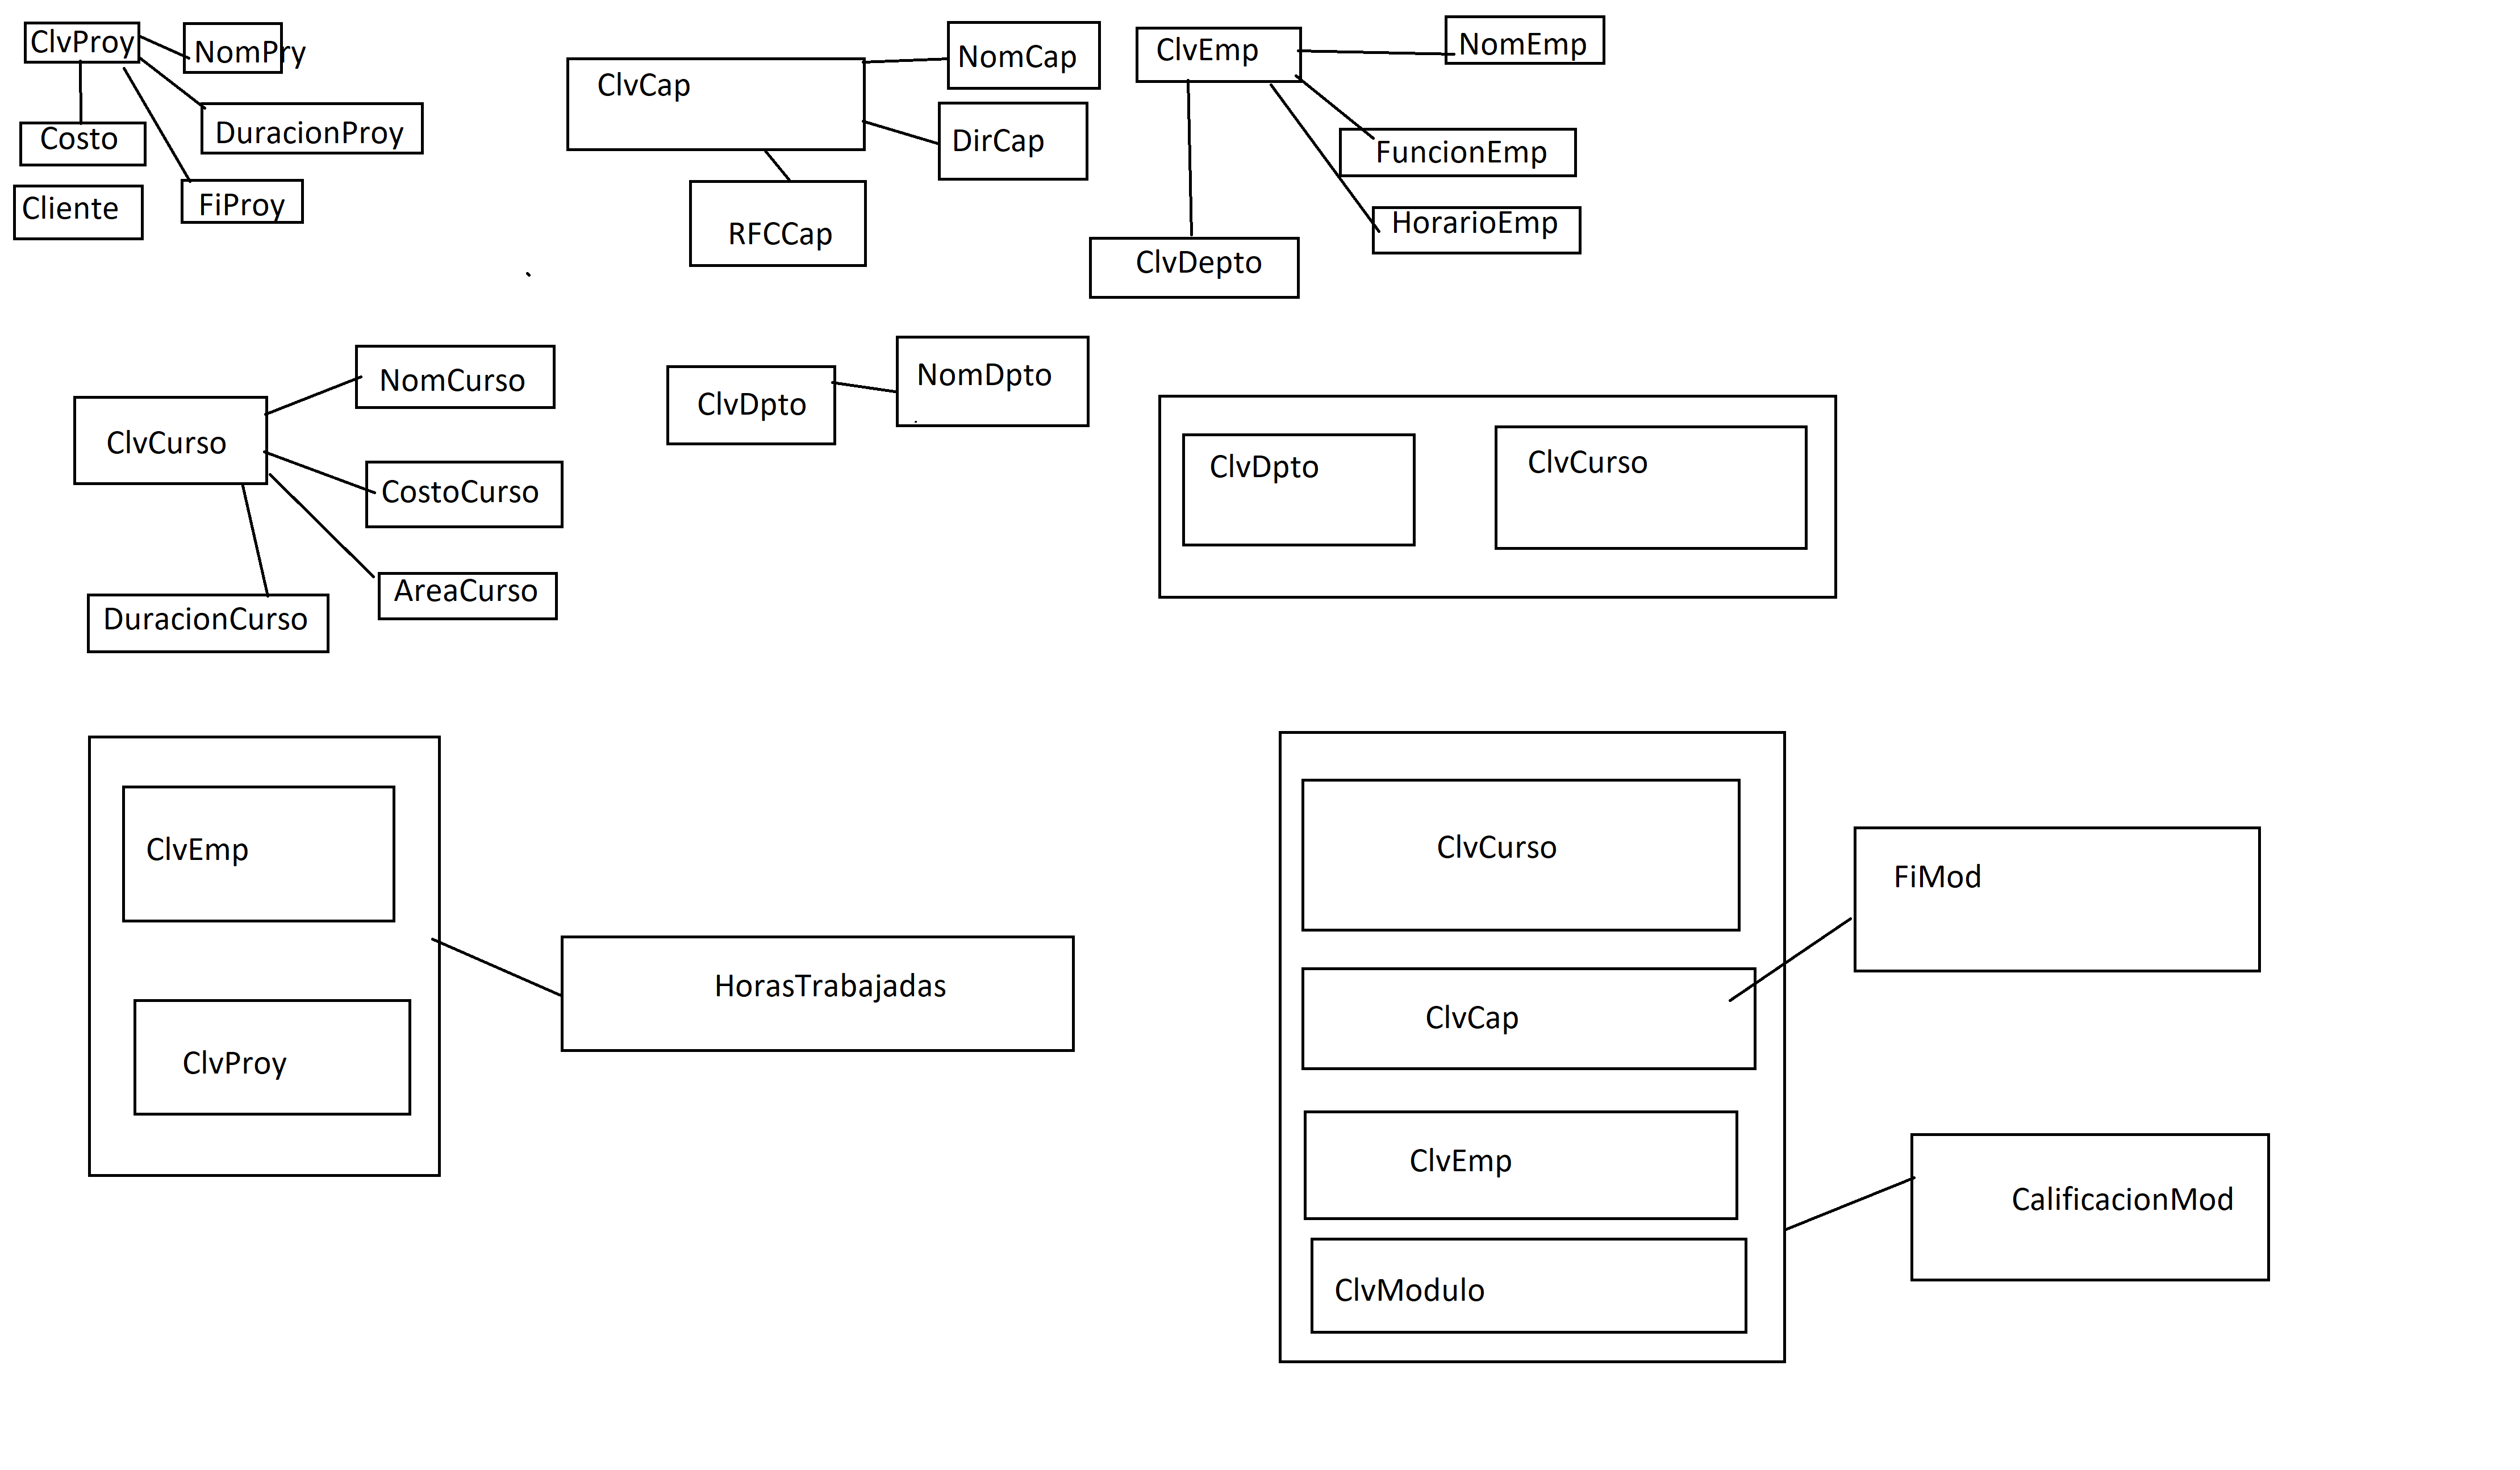 ClvProy
NomPry
DuracionProy
Costo
Cliente
FiProy
ClvCap
NomCap
DirCap
RFCCap
ClvEmp
NomEmp
FuncionEmp
HorarioEmp
ClvDepto
ClvCurso
NomCurso
CostoCurso
AreaCurso
DuracionCurso
ClvDpto
NomDpto
ClvDpto
ClvCurso
ClvEmp
ClvProy
HorasTrabajadas
ClvCurso
ClvCap
ClvEmp
ClvModulo
FiMod
CalificacionMod